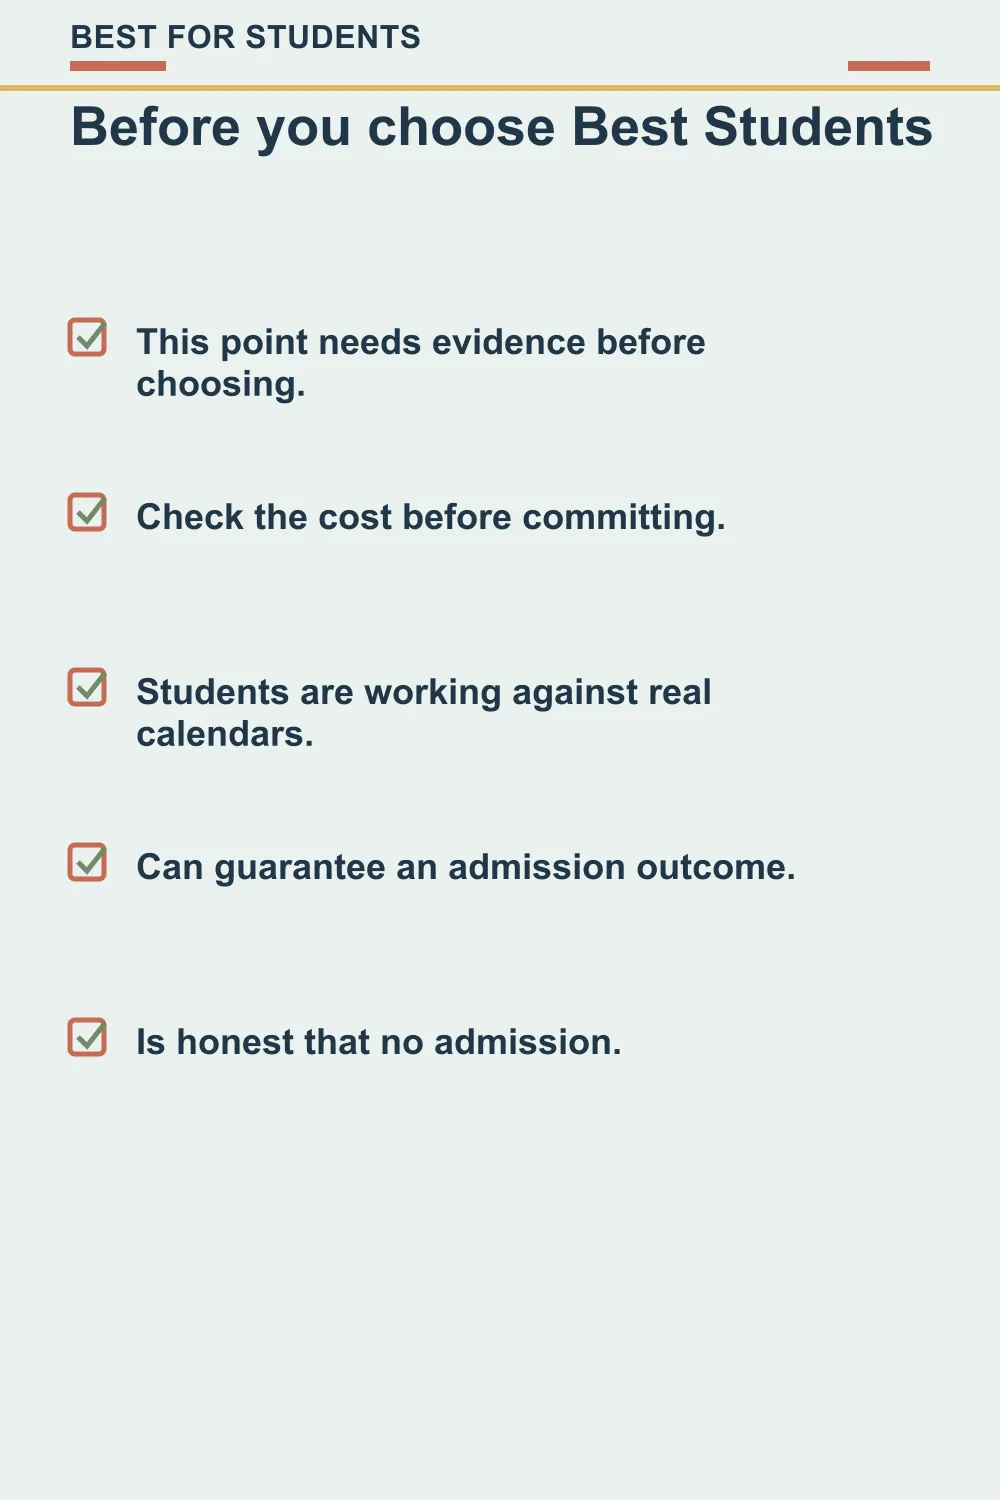 BEST FOR STUDENTS
Before you choose Best Students
This point needs evidence before
choosing.
Check the cost before committing.
Students are working against real
calendars.
Can guarantee an admission outcome.
Is honest that no admission.